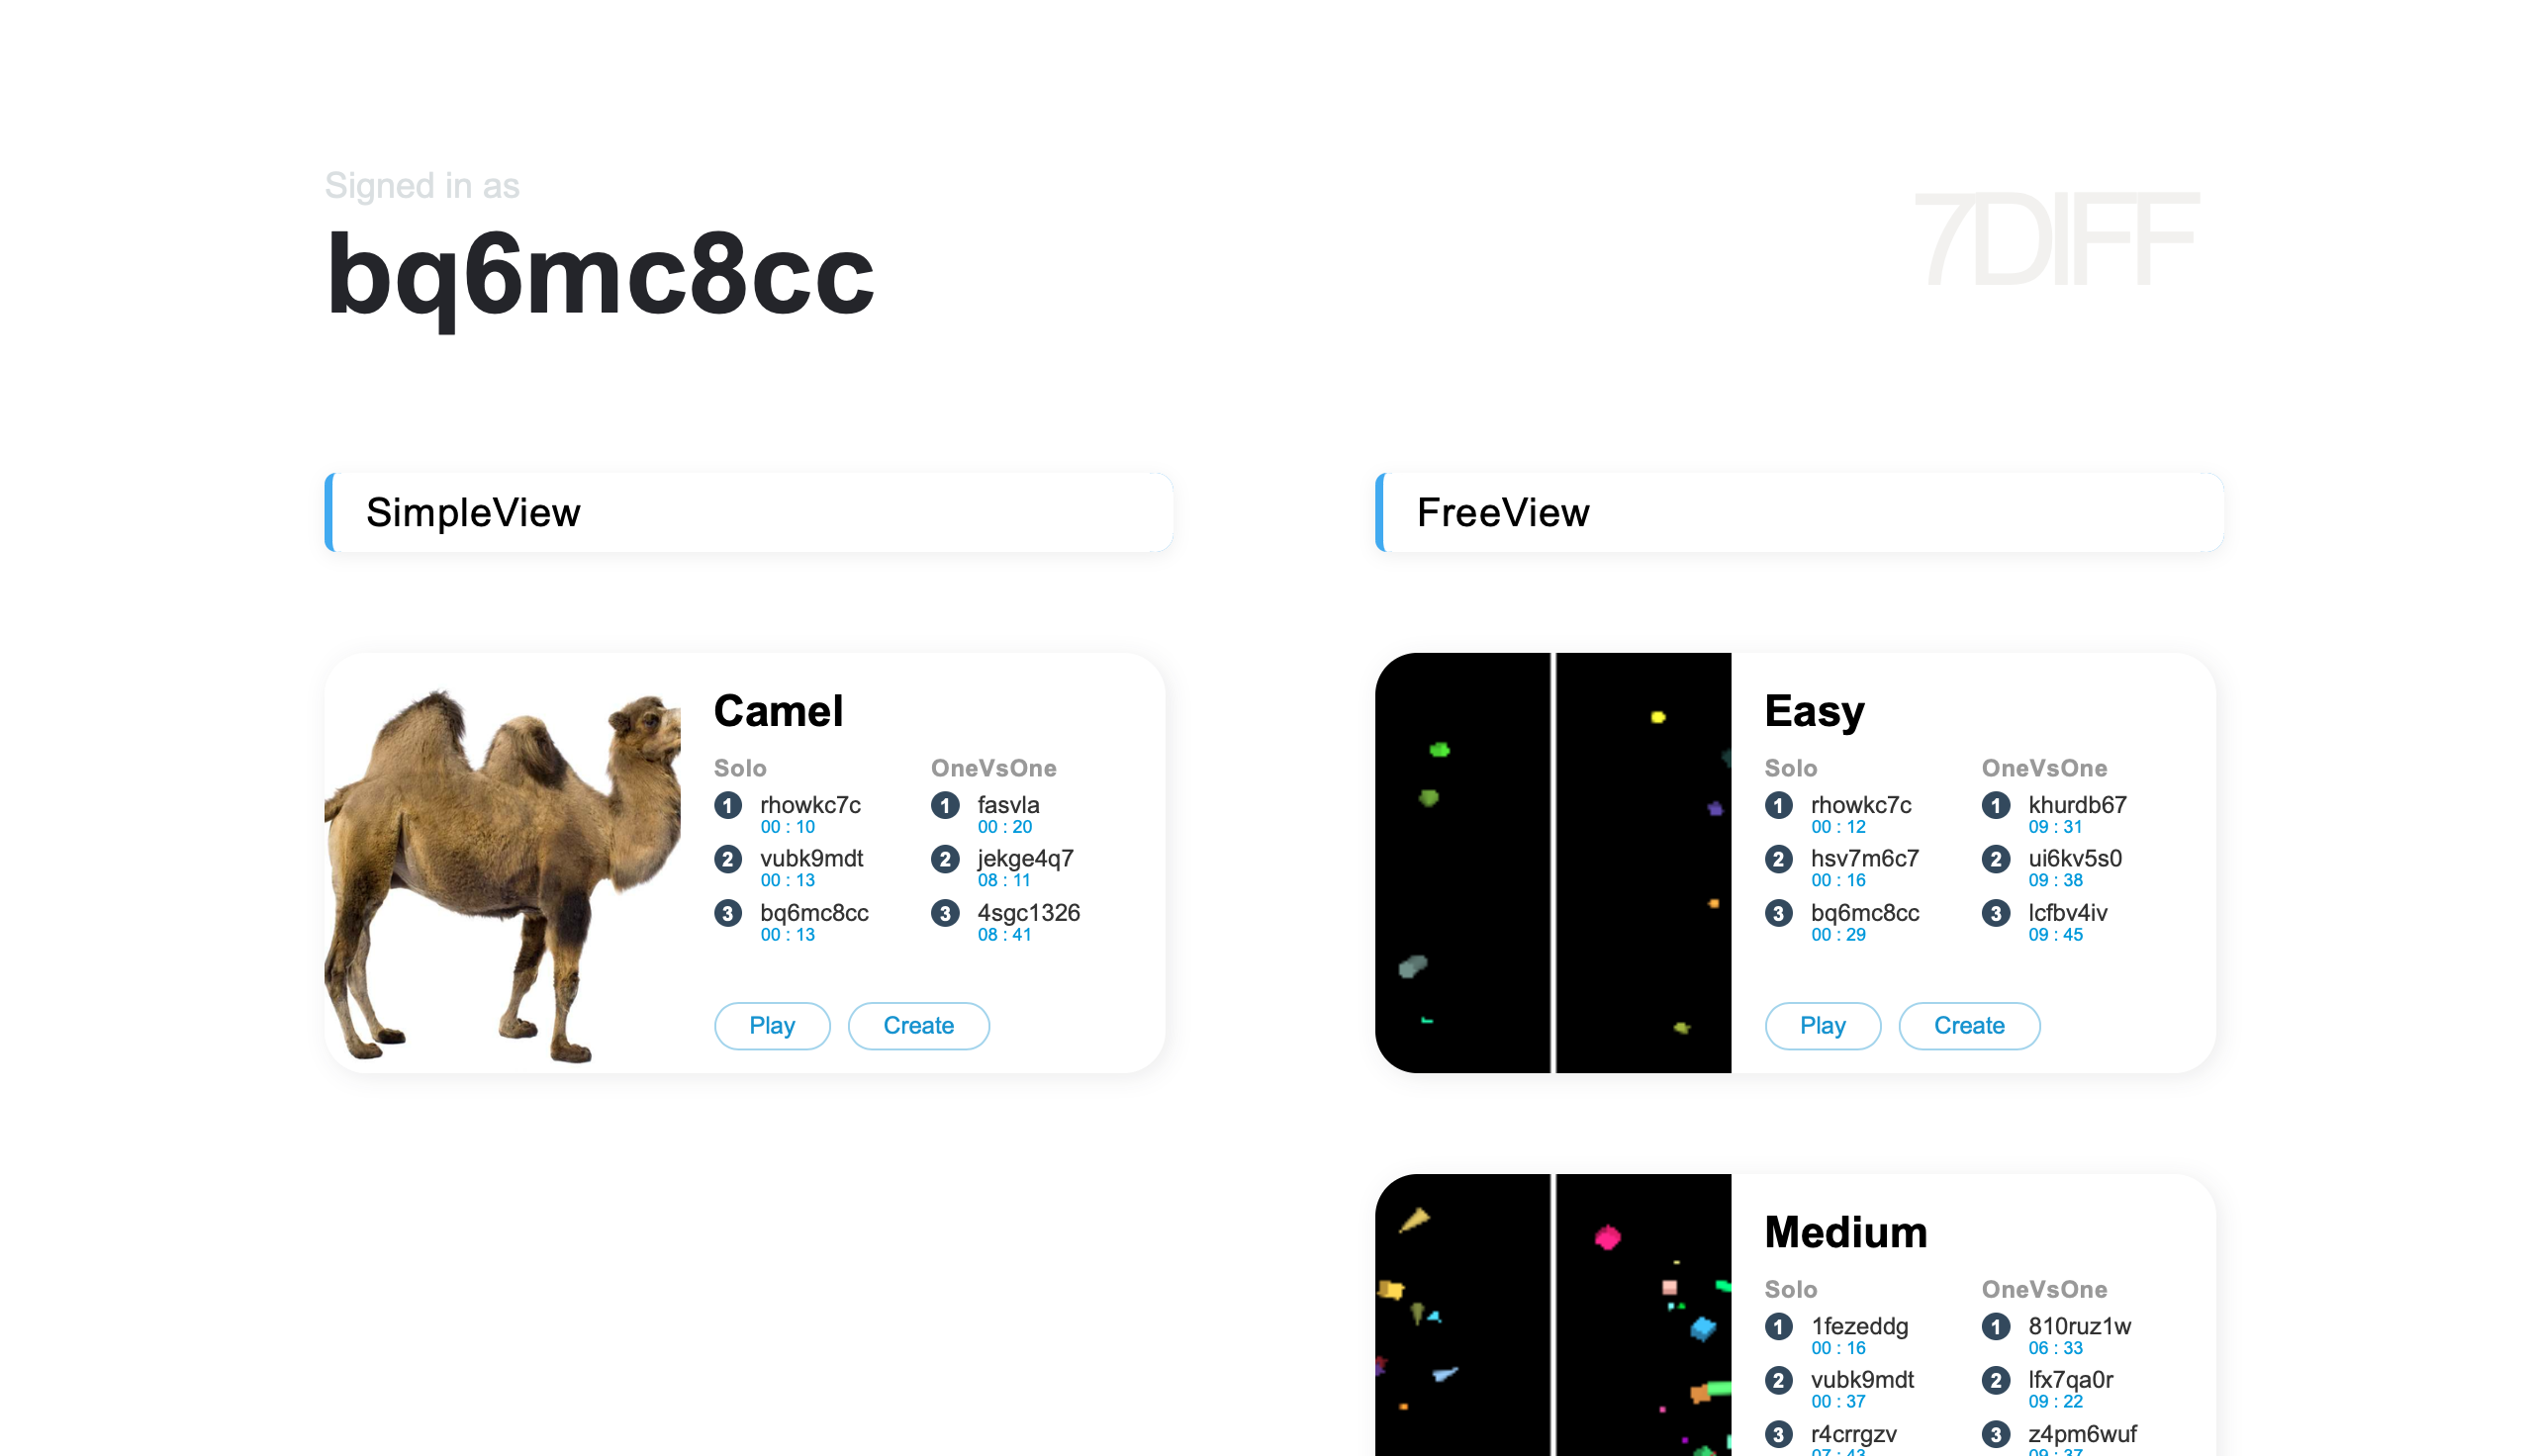 Signed in as
bq6mc8cc
7DIFF
SimpleView
FreeView
Camel
Solo
1 rhowkc7c
00 : 10
2 vubk9mdt
00 : 13
3 bq6mc8cc
00 : 13
OneVsOne
1 fasvla
00 : 20
2 jekge4q7
08 : 11
3 4sgc1326
08 : 41
Play
Create
Easy
Solo
1 rhowkc7c
00 : 12
2 hsv7m6c7
00 : 16
3 bq6mc8cc
00 : 29
OneVsOne
1 khurdb67
09 : 31
2 ui6kv5s0
09 : 38
3 lcfbv4iv
09 : 45
Play
Create
Medium
Solo
1 1fezeddg
00 : 16
2 vubk9mdt
00 : 37
3 r4crrgzv
07 : 43
OneVsOne
1 810ruz1w
06 : 33
2 lfx7qa0r
09 : 22
3 z4pm6wuf
09 : 37